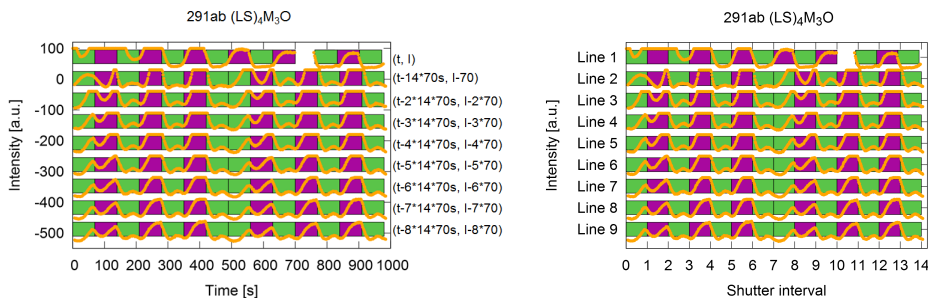 291ab (LS)₄M₃O
Intensity [a.u.]
100
0
-100
-200
-300
-400
-500
(t, I)
(t-14*70s, I-70)
(t-2*14*70s, I-2*70)
(t-3*14*70s, I-3*70)
(t-4*14*70s, I-4*70)
(t-5*14*70s, I-5*70)
(t-6*14*70s, I-6*70)
(t-7*14*70s, I-7*70)
(t-8*14*70s, I-8*70)
0 100 200 300 400 500 600 700 800 900 1000
Time [s]
291ab (LS)₄M₃O
Intensity [a.u.]
Line 1
Line 2
Line 3
Line 4
Line 5
Line 6
Line 7
Line 8
Line 9
0 1 2 3 4 5 6 7 8 9 10 11 12 13 14
Shutter interval